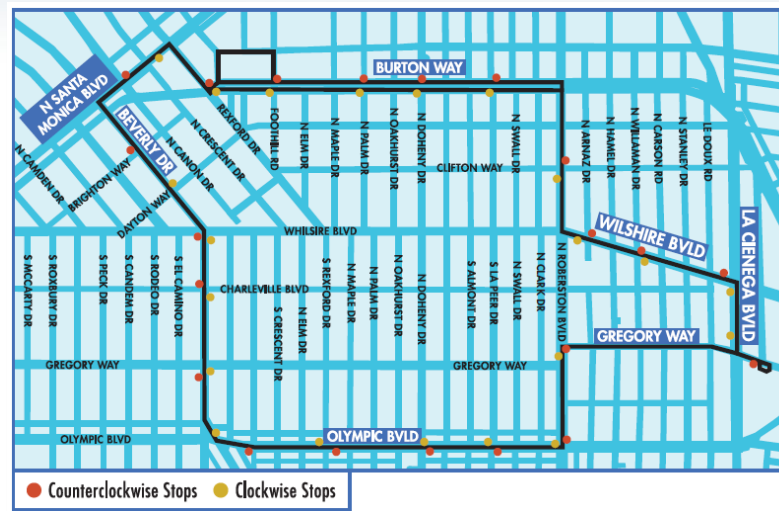 N SANTA
MONICA BLVD
BURTON WAY
BEVERLY DR
N CAMDEN DR
BRIGHTON WAY
DAYTON WAY
N CANON DR
N CRESCENT DR
REXFORD DR
FOOTHILL RD
N ELM DR
N MAPLE DR
N PALM DR
N OAKHURST DR
N DOHENY DR
CLIFTON WAY
N SWALL DR
N ARNAZ DR
N HAMEL DR
N WILLAMAN DR
N CARSON RD
N STANLEY DR
LE DOUX RD
WHILSIRE BLVD
WILSHIRE BVLD
LA CIENEGA BVLD
S MCCARTY DR
S ROXBURY DR
S PECK DR
S CANDEM DR
S RODEO DR
S EL CAMINO DR
CHARLEVILLE BVLD
S CRESCENT DR
N ELM DR
S REXFORD DR
N MAPLE DR
N PALM DR
N OAKHURST DR
N DOHENY DR
S ALMONT DR
S LA PEER DR
N SWALL DR
N CLARK DR
N ROBERSTON BVLD
GREGORY WAY
GREGORY WAY
GREGORY WAY
OLYMPIC BLVD
OLYMPIC BVLD
Counterclockwise Stops
Clockwise Stops